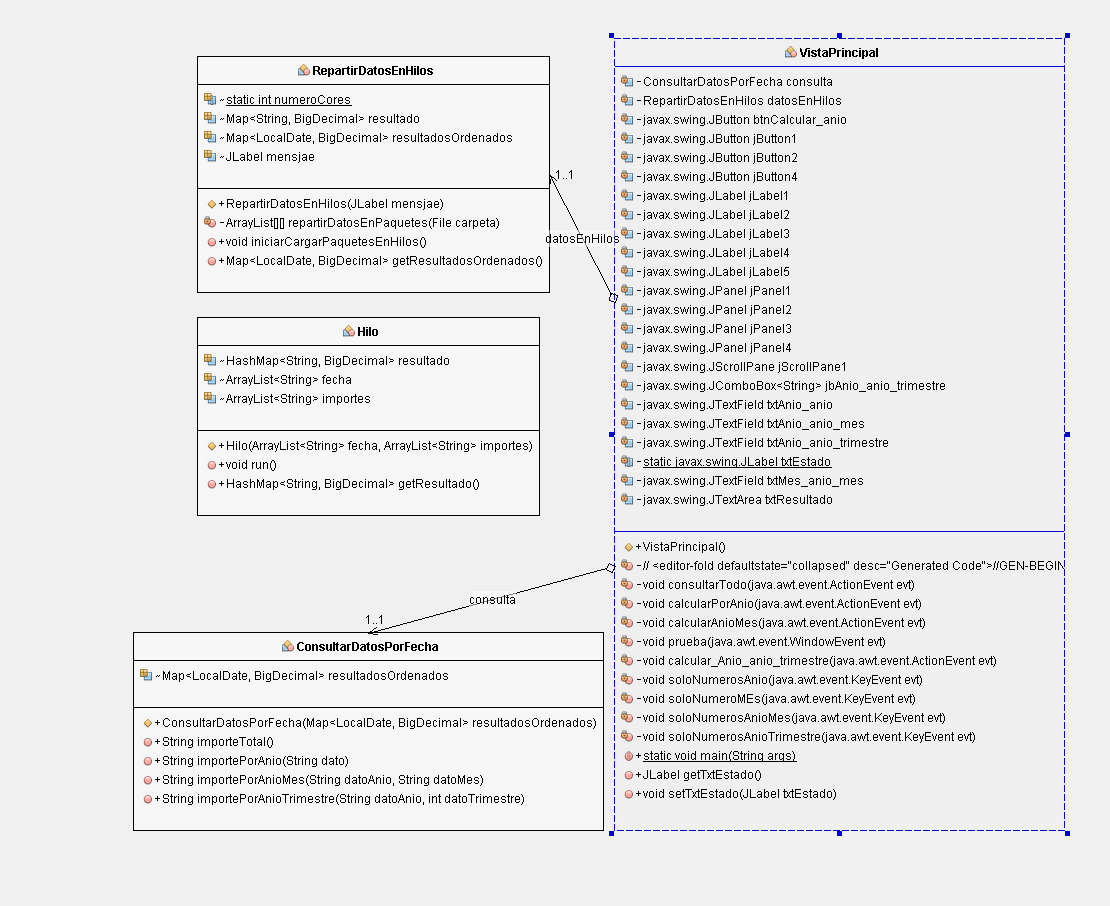 RepartirDatosEnHilos
~static int numeroCores
~Map<String, BigDecimal> resultado
~Map<LocalDate, BigDecimal> resultadosOrdenados
~JLabel mensjae
+RepartirDatosEnHilos(JLabel mensjae)
-ArrayList[][] repartirDatosEnPaquetes(File carpeta)
+void iniciarCargarPaquetesEnHilos()
+Map<LocalDate, BigDecimal> getResultadosOrdenados()
1..1
datosEnHilos
Hilo
~HashMap<String, BigDecimal> resultado
~ArrayList<String> fecha
~ArrayList<String> importes
+Hilo(ArrayList<String> fecha, ArrayList<String> importes)
+void run()
+HashMap<String, BigDecimal> getResultado()
consulta
1..1
ConsultarDatosPorFecha
~Map<LocalDate, BigDecimal> resultadosOrdenados
+ConsultarDatosPorFecha(Map<LocalDate, BigDecimal> resultadosOrdenados)
+String importeTotal()
+String importePorAnio(String dato)
+String importePorAnioMes(String datoAnio, String datoMes)
+String importePorAnioTrimestre(String datoAnio, int datoTrimestre)
VistaPrincipal
-ConsultarDatosPorFecha consulta
-RepartirDatosEnHilos datosEnHilos
-javax.swing.JButton btnCalcular_anio
-javax.swing.JButton jButton1
-javax.swing.JButton jButton2
-javax.swing.JButton jButton4
-javax.swing.JLabel jLabel1
-javax.swing.JLabel jLabel2
-javax.swing.JLabel jLabel3
-javax.swing.JLabel jLabel4
-javax.swing.JLabel jLabel5
-javax.swing.JPanel jPanel1
-javax.swing.JPanel jPanel2
-javax.swing.JPanel jPanel3
-javax.swing.JPanel jPanel4
-javax.swing.JScrollPane jScrollPane1
-javax.swing.JComboBox<String> jbAnio_anio_trimestre
-javax.swing.JTextField txtAnio_anio
-javax.swing.JTextField txtAnio_anio_mes
-javax.swing.JTextField txtAnio_anio_trimestre
-static javax.swing.JLabel txtEstado
-javax.swing.JTextField txtMes_anio_mes
-javax.swing.JTextArea txtResultado
+VistaPrincipal()
-// <editor-fold defaultstate="collapsed" desc="Generated Code">//GEN-BEGIN
-void consultarTodo(java.awt.event.ActionEvent evt)
-void calcularPorAnio(java.awt.event.ActionEvent evt)
-void calcularAnioMes(java.awt.event.ActionEvent evt)
-void prueba(java.awt.event.WindowEvent evt)
-void calcular_Anio_anio_trimestre(java.awt.event.ActionEvent evt)
-void soloNumerosAnio(java.awt.event.KeyEvent evt)
-void soloNumeroMEs(java.awt.event.KeyEvent evt)
-void soloNumerosAnioMes(java.awt.event.KeyEvent evt)
-void soloNumerosAnioTrimestre(java.awt.event.KeyEvent evt)
+static void main(String args)
+JLabel getTxtEstado()
+void setTxtEstado(JLabel txtEstado)